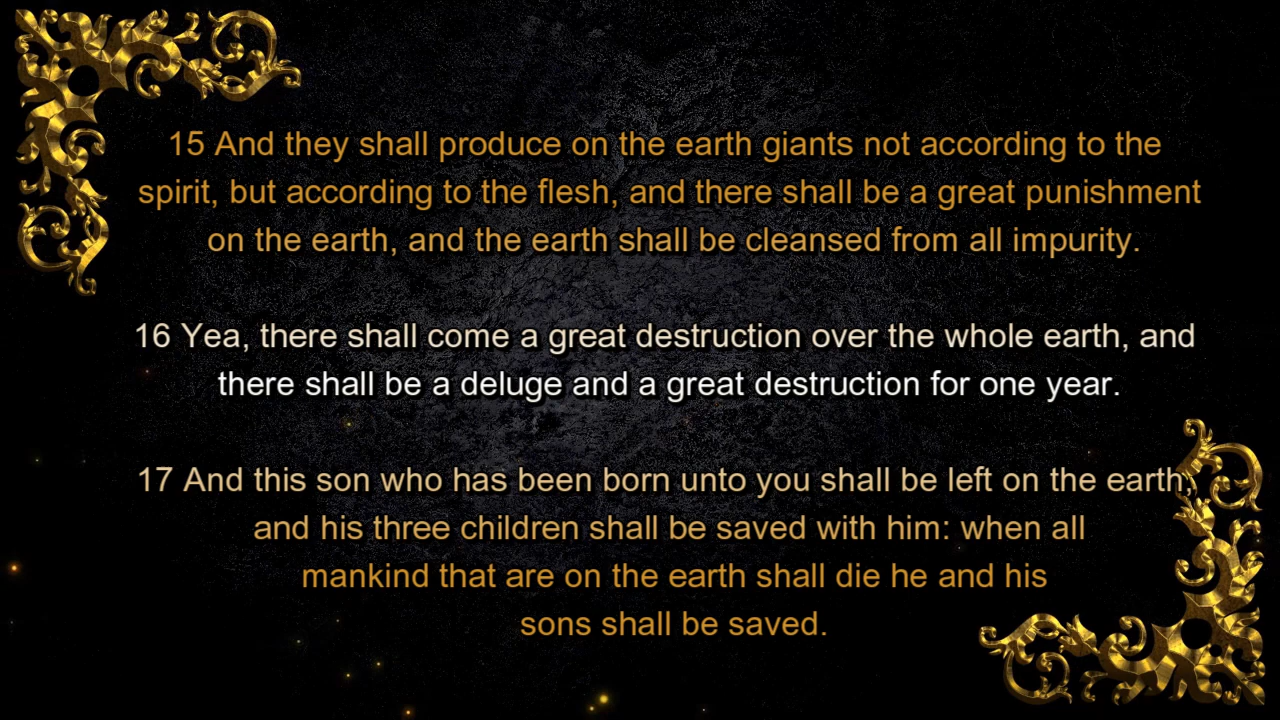 15 And they shall produce on the earth giants not according to the
spirit, but according to the flesh, and there shall be a great punishment
on the earth, and the earth shall be cleansed from all impurity.
16 Yea, there shall come a great destruction over the whole earth, and
there shall be a deluge and a great destruction for one year.
17 And this son who has been born unto you shall be left on the earth,
and his three children shall be saved with him: when all
mankind that are on the earth shall die he and his
sons shall be saved.